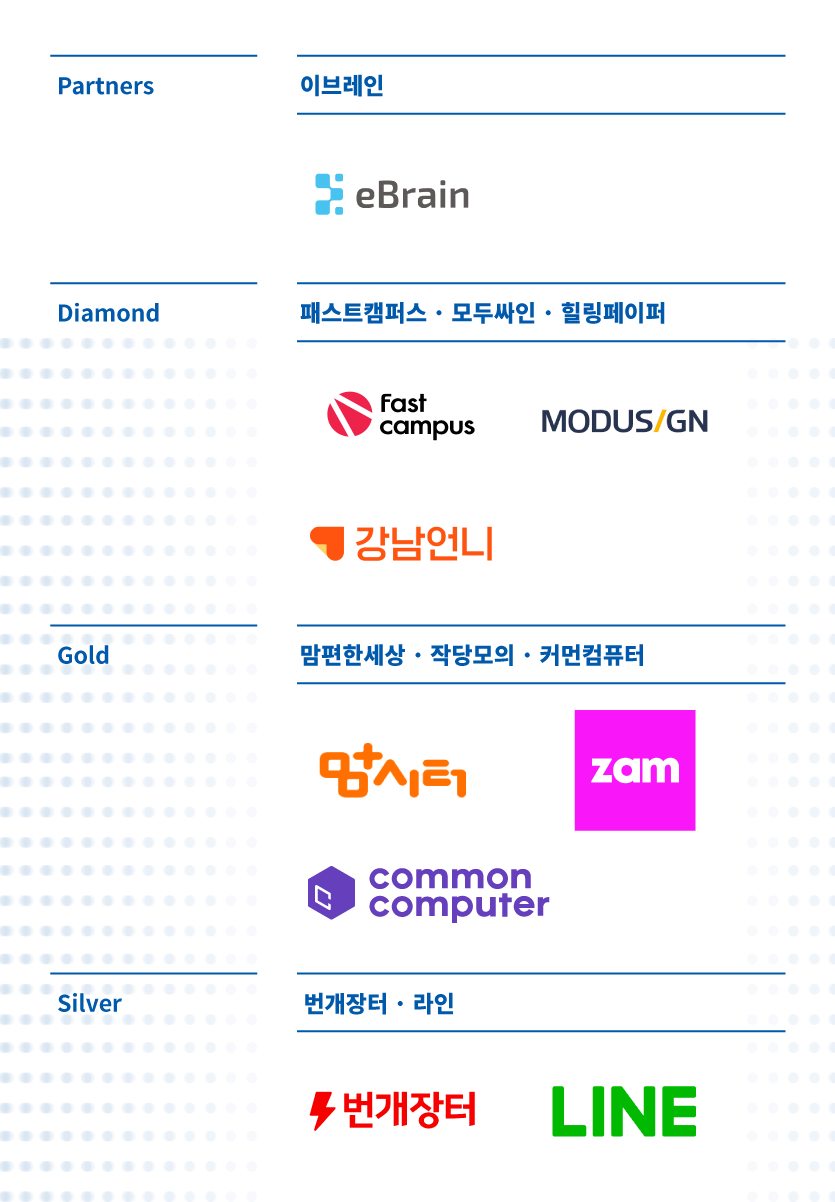 Partners
이브레인
eBrain
Diamond
패스트캠퍼스 · 모두싸인 · 힐링페이퍼
Fast
campus
MODUSIGN
강남언니
Gold
맘편한세상 · 작당모의 · 커먼컴퓨터
맘시터
zam
common
computer
Silver
번개장터 · 라인
번개장터
LINE